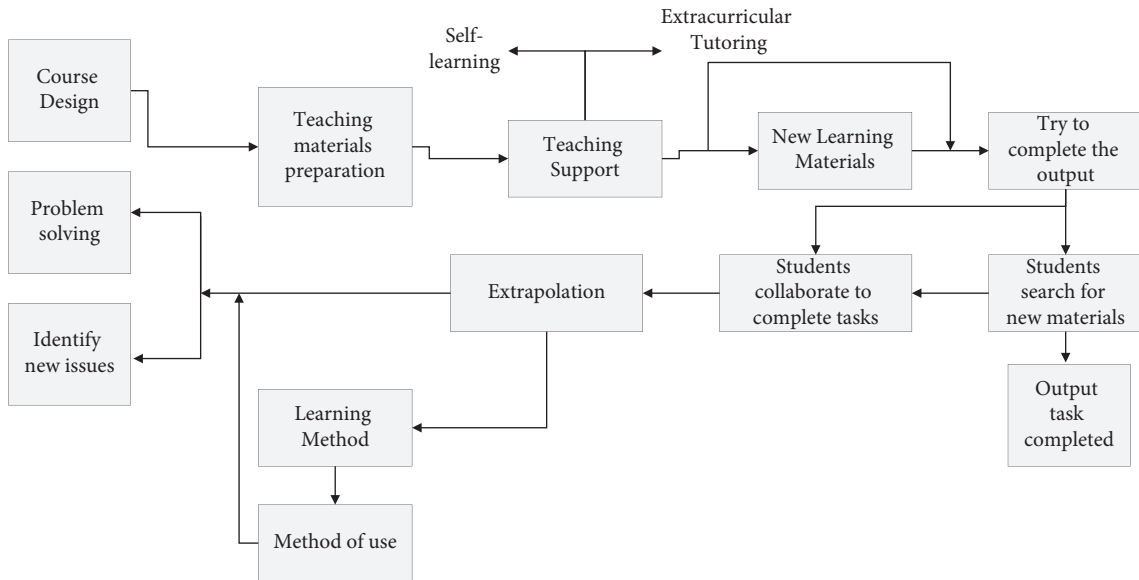 Self-
learning
Extracurricular
Tutoring
Course
Design
Teaching
materials
preparation
Teaching
Support
New Learning
Materials
Try to
complete the
output
Problem
solving
Extrapolation
Students
collaborate to
complete tasks
Students
search for
new materials
Identify
new issues
Learning
Method
Output
task
completed
Method of use